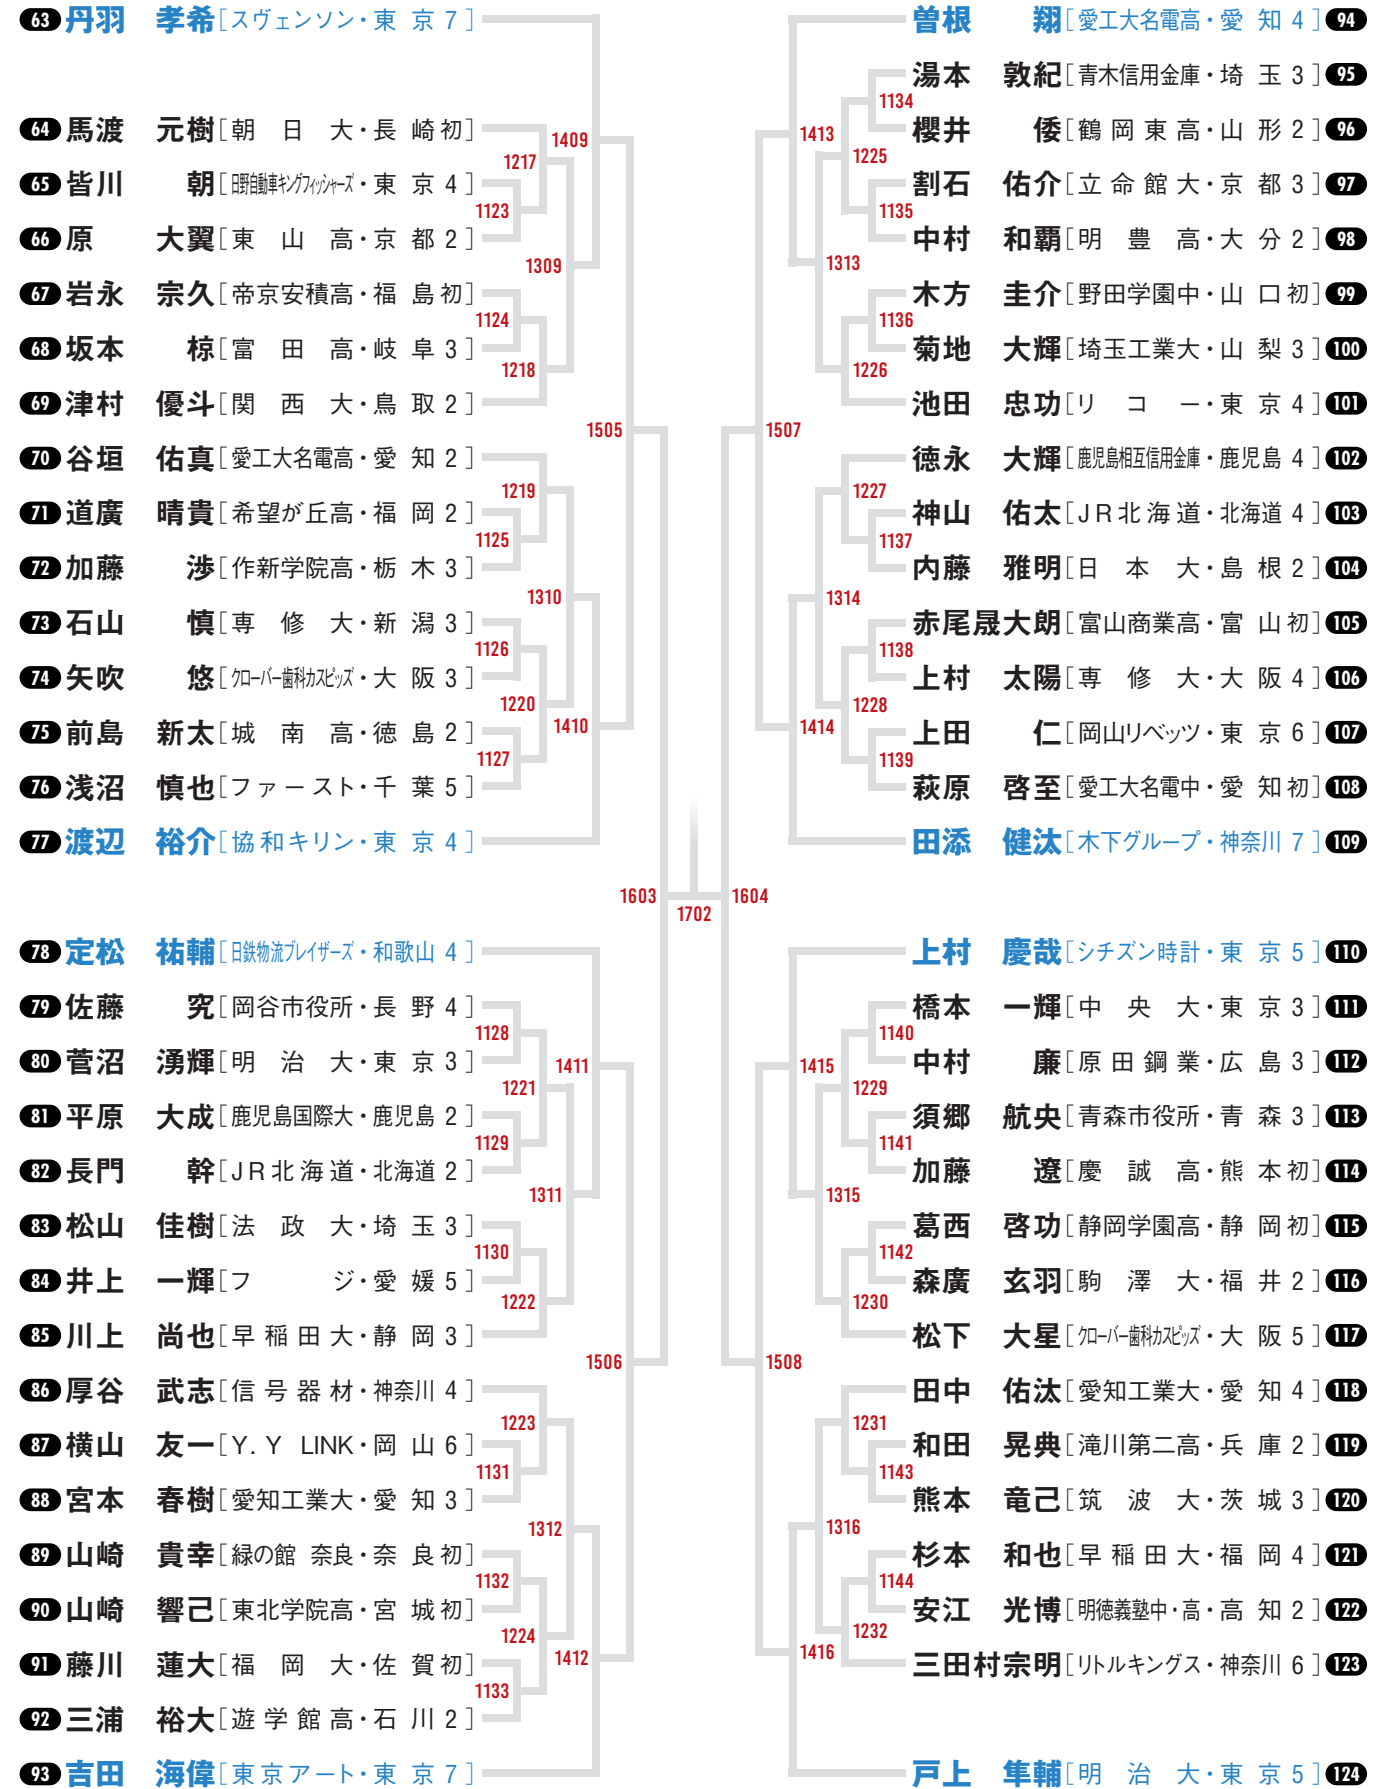 63 丹羽 孝希［スヴェンソン・東 京 7］
64 馬渡 元樹［朝 日 大・長 崎初］
65 皆川 朝［日野自動車キングフィッシャーズ・東 京 4］
66 原 大翼［東 山 高・京 都 2］
67 岩永 宗久［帝京安積高・福 島初］
68 坂本 椋［富 田 高・岐 阜 3］
69 津村 優斗［関 西 大・鳥 取 2］
70 谷垣 佑真［愛工大名電高・愛 知 2］
71 道廣 晴貴［希望が丘高・福 岡 2］
72 加藤 渉［作新学院高・栃 木 3］
73 石山 慎［専 修 大・新 潟 3］
74 矢吹 悠［クローバー歯科カスピッズ・大 阪 3］
75 前島 新太［城 南 高・徳 島 2］
76 浅沼 慎也［ファースト・千 葉 5］
77 渡辺 裕介［協和キリン・東 京 4］
78 定松 祐輔［日鉄物流ブレイザーズ・和歌山 4］
79 佐藤 究［岡谷市役所・長 野 4］
80 菅沼 湧輝［明 治 大・東 京 3］
81 平原 大成［鹿児島国際大・鹿児島 2］
82 長門 幹［JR北海道・北海道 2］
83 松山 佳樹［法 政 大・埼 玉 3］
84 井上 一輝［フ ジ・愛 媛 5］
85 川上 尚也［早稲田大・静 岡 3］
86 厚谷 武志［信号器材・神奈川 4］
87 横山 友一［Y. Y LINK・岡 山 6］
88 宮本 春樹［愛知工業大・愛 知 3］
89 山崎 貴幸［緑の館 奈良・奈 良初］
90 山崎 響己［東北学院高・宮 城初］
91 藤川 蓮大［福 岡 大・佐 賀初］
92 三浦 裕大［遊学館高・石 川 2］
93 吉田 海偉［東京アート・東 京 7］
1409
1217
1123
1309
1124
1218
1505
1219
1125
1310
1126
1220
1410
1127
1603
1702
1604
1128
1411
1221
1129
1311
1130
1222
1506
1223
1131
1312
1132
1224
1412
1133
曽根 翔［愛工大名電高・愛 知 4］94
湯本 敦紀［青木信用金庫・埼 玉 3］95
櫻井 倭［鶴岡東高・山 形 2］96
割石 佑介［立命館大・京 都 3］97
中村 和覇［明 豊 高・大 分 2］98
木方 圭介［野田学園中・山 口初］99
菊地 大輝［埼玉工業大・山 梨 3］100
池田 忠功［リ コ ー・東 京 4］101
徳永 大輝［鹿児島相互信用金庫・鹿児島 4］102
神山 佑太［JR北海道・北海道 4］103
内藤 雅明［日 本 大・島 根 2］104
赤尾晟大朗［富山商業高・富 山初］105
上村 太陽［専 修 大・大 阪 4］106
上田 仁［岡山リベッツ・東 京 6］107
萩原 啓至［愛工大名電中・愛 知初］108
田添 健汰［木下グループ・神奈川 7］109
上村 慶哉［シチズン時計・東 京 5］110
橋本 一輝［中 央 大・東 京 3］111
中村 廉［原田鋼業・広 島 3］112
須郷 航央［青森市役所・青 森 3］113
加藤 遼［慶 誠 高・熊 本初］114
葛西 啓功［静岡学園高・静 岡初］115
森廣 玄羽［駒 澤 大・福 井 2］116
松下 大星［クローバー歯科カスピッズ・大 阪 5］117
田中 佑汰［愛知工業大・愛 知 4］118
和田 晃典［滝川第二高・兵 庫 2］119
熊本 竜己［筑 波 大・茨 城 3］120
杉本 和也［早稲田大・福 岡 4］121
安江 光博［明徳義塾中・高・高 知 2］122
三田村宗明［リトルキングス・神奈川 6］123
戸上 隼輔［明 治 大・東 京 5］124
1134
1413
1225
1135
1313
1136
1226
1507
1227
1137
1314
1138
1228
1414
1139
1140
1415
1229
1141
1315
1142
1230
1508
1231
1143
1316
1144
1232
1416